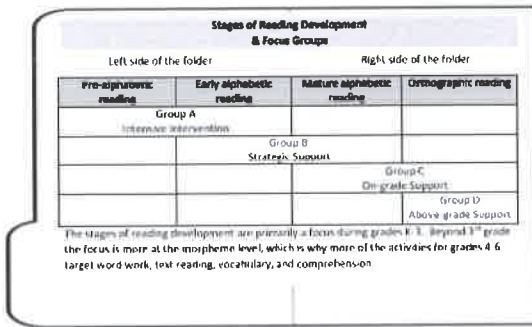 Stages of Reading Development
& Focus Groups
Left side of the folder Right side of the folder
Pre-alphabetic reading Early alphabetic reading Mature alphabetic reading Orthographic reading
Group A
Intensive Intervention
Group B
Strategic Support
Group C
On-grade Support
Group D
Above grade Support
The stages of reading development are primarily a focus during grades K-3. Beyond 3rd grade
the focus is more at the morpheme level, which is why more of the activities for grades 4-6
target word work, text reading, vocabulary, and comprehension